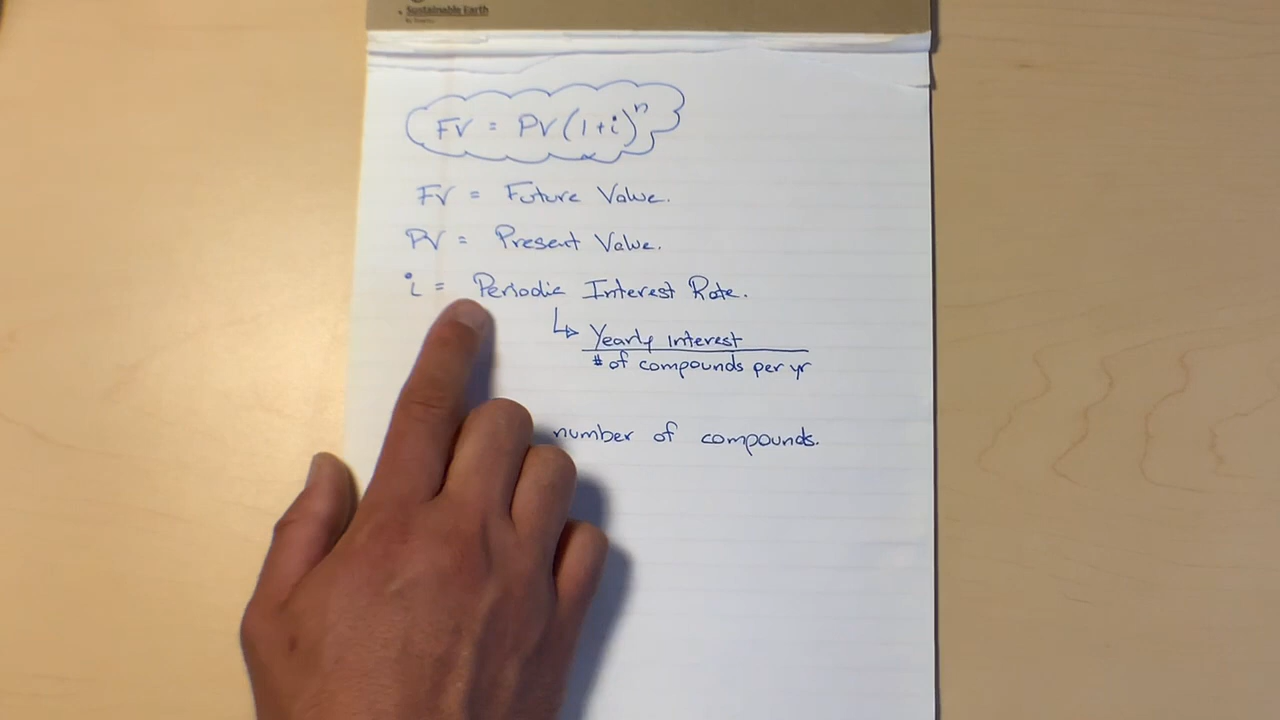 Sustainable Earth
FV = PV(1+i)^n
FV = Future Value.
PV = Present Value.
i = Periodic Interest Rate.
↳ Yearly interest
# of compounds per yr
number of compounds.